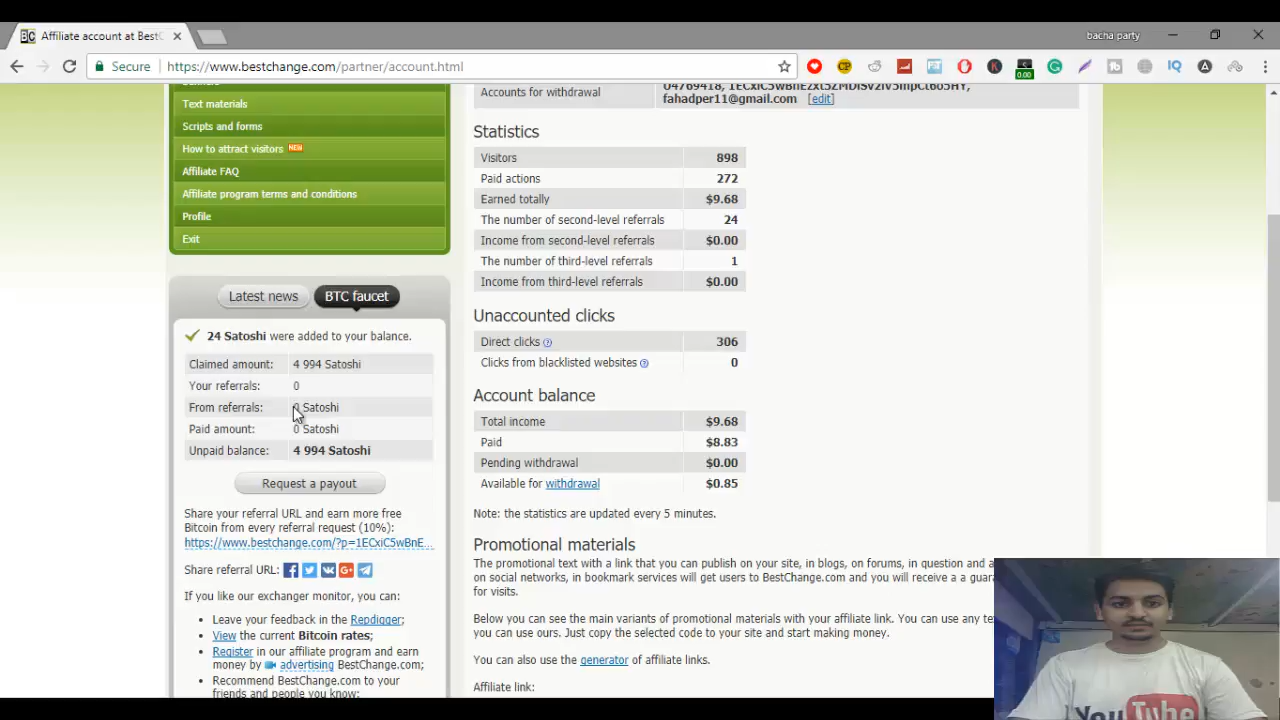 Affiliate account at BestC
bacha party
Secure
https://www.bestchange.com/partner/account.html
0.00
Text materials
Scripts and forms
How to attract visitors NEW
Affiliate FAQ
Affiliate program terms and conditions
Profile
Exit
Latest news
BTC faucet
24 Satoshi were added to your balance.
Claimed amount: 4 994 Satoshi
Your referrals: 0
From referrals: 0 Satoshi
Paid amount: 0 Satoshi
Unpaid balance: 4 994 Satoshi
Request a payout
Share your referral URL and earn more free
Bitcoin from every referral request (10%):
https://www.bestchange.com/?p=1ECxiC5wBnE...
Share referral URL:
If you like our exchanger monitor, you can:
• Leave your feedback in the Repdigger;
• View the current Bitcoin rates;
• Register in our affiliate program and earn
money by advertising BestChange.com;
• Recommend BestChange.com to your
friends and people you know:
Accounts for withdrawal
fahadper11@gmail.com [edit]
Statistics
Visitors 898
Paid actions 272
Earned totally $9.68
The number of second-level referrals 24
Income from second-level referrals $0.00
The number of third-level referrals 1
Income from third-level referrals $0.00
Unaccounted clicks
Direct clicks 306
Clicks from blacklisted websites 0
Account balance
Total income $9.68
Paid $8.83
Pending withdrawal $0.00
Available for withdrawal $0.85
Note: the statistics are updated every 5 minutes.
Promotional materials
The promotional text with a link that you can publish on your site, in blogs, on forums, in question and a
on social networks, in bookmark services will get users to BestChange.com and you will receive a a guara
for visits.
Below you can see the main variants of promotional materials with your affiliate link. You can use any te
you can use ours. Just copy the selected code to your site and start making money.
You can also use the generator of affiliate links.
Affiliate link:
YouTube